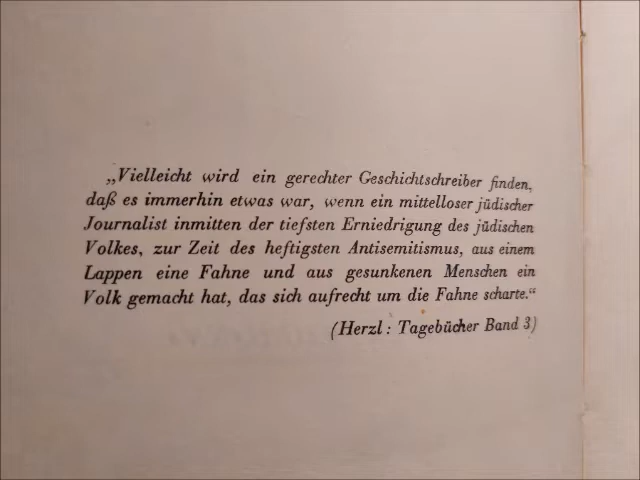 „Vielleicht wird ein gerechter Geschichtschreiber finden,
daß es immerhin etwas war, wenn ein mittelloser jüdischer
Journalist inmitten der tiefsten Erniedrigung des jüdischen
Volkes, zur Zeit des heftigsten Antisemitismus, aus einem
Lappen eine Fahne und aus gesunkenen Menschen ein
Volk gemacht hat, das sich aufrecht um die Fahne scharte.“
(Herzl: Tagebücher Band 3)